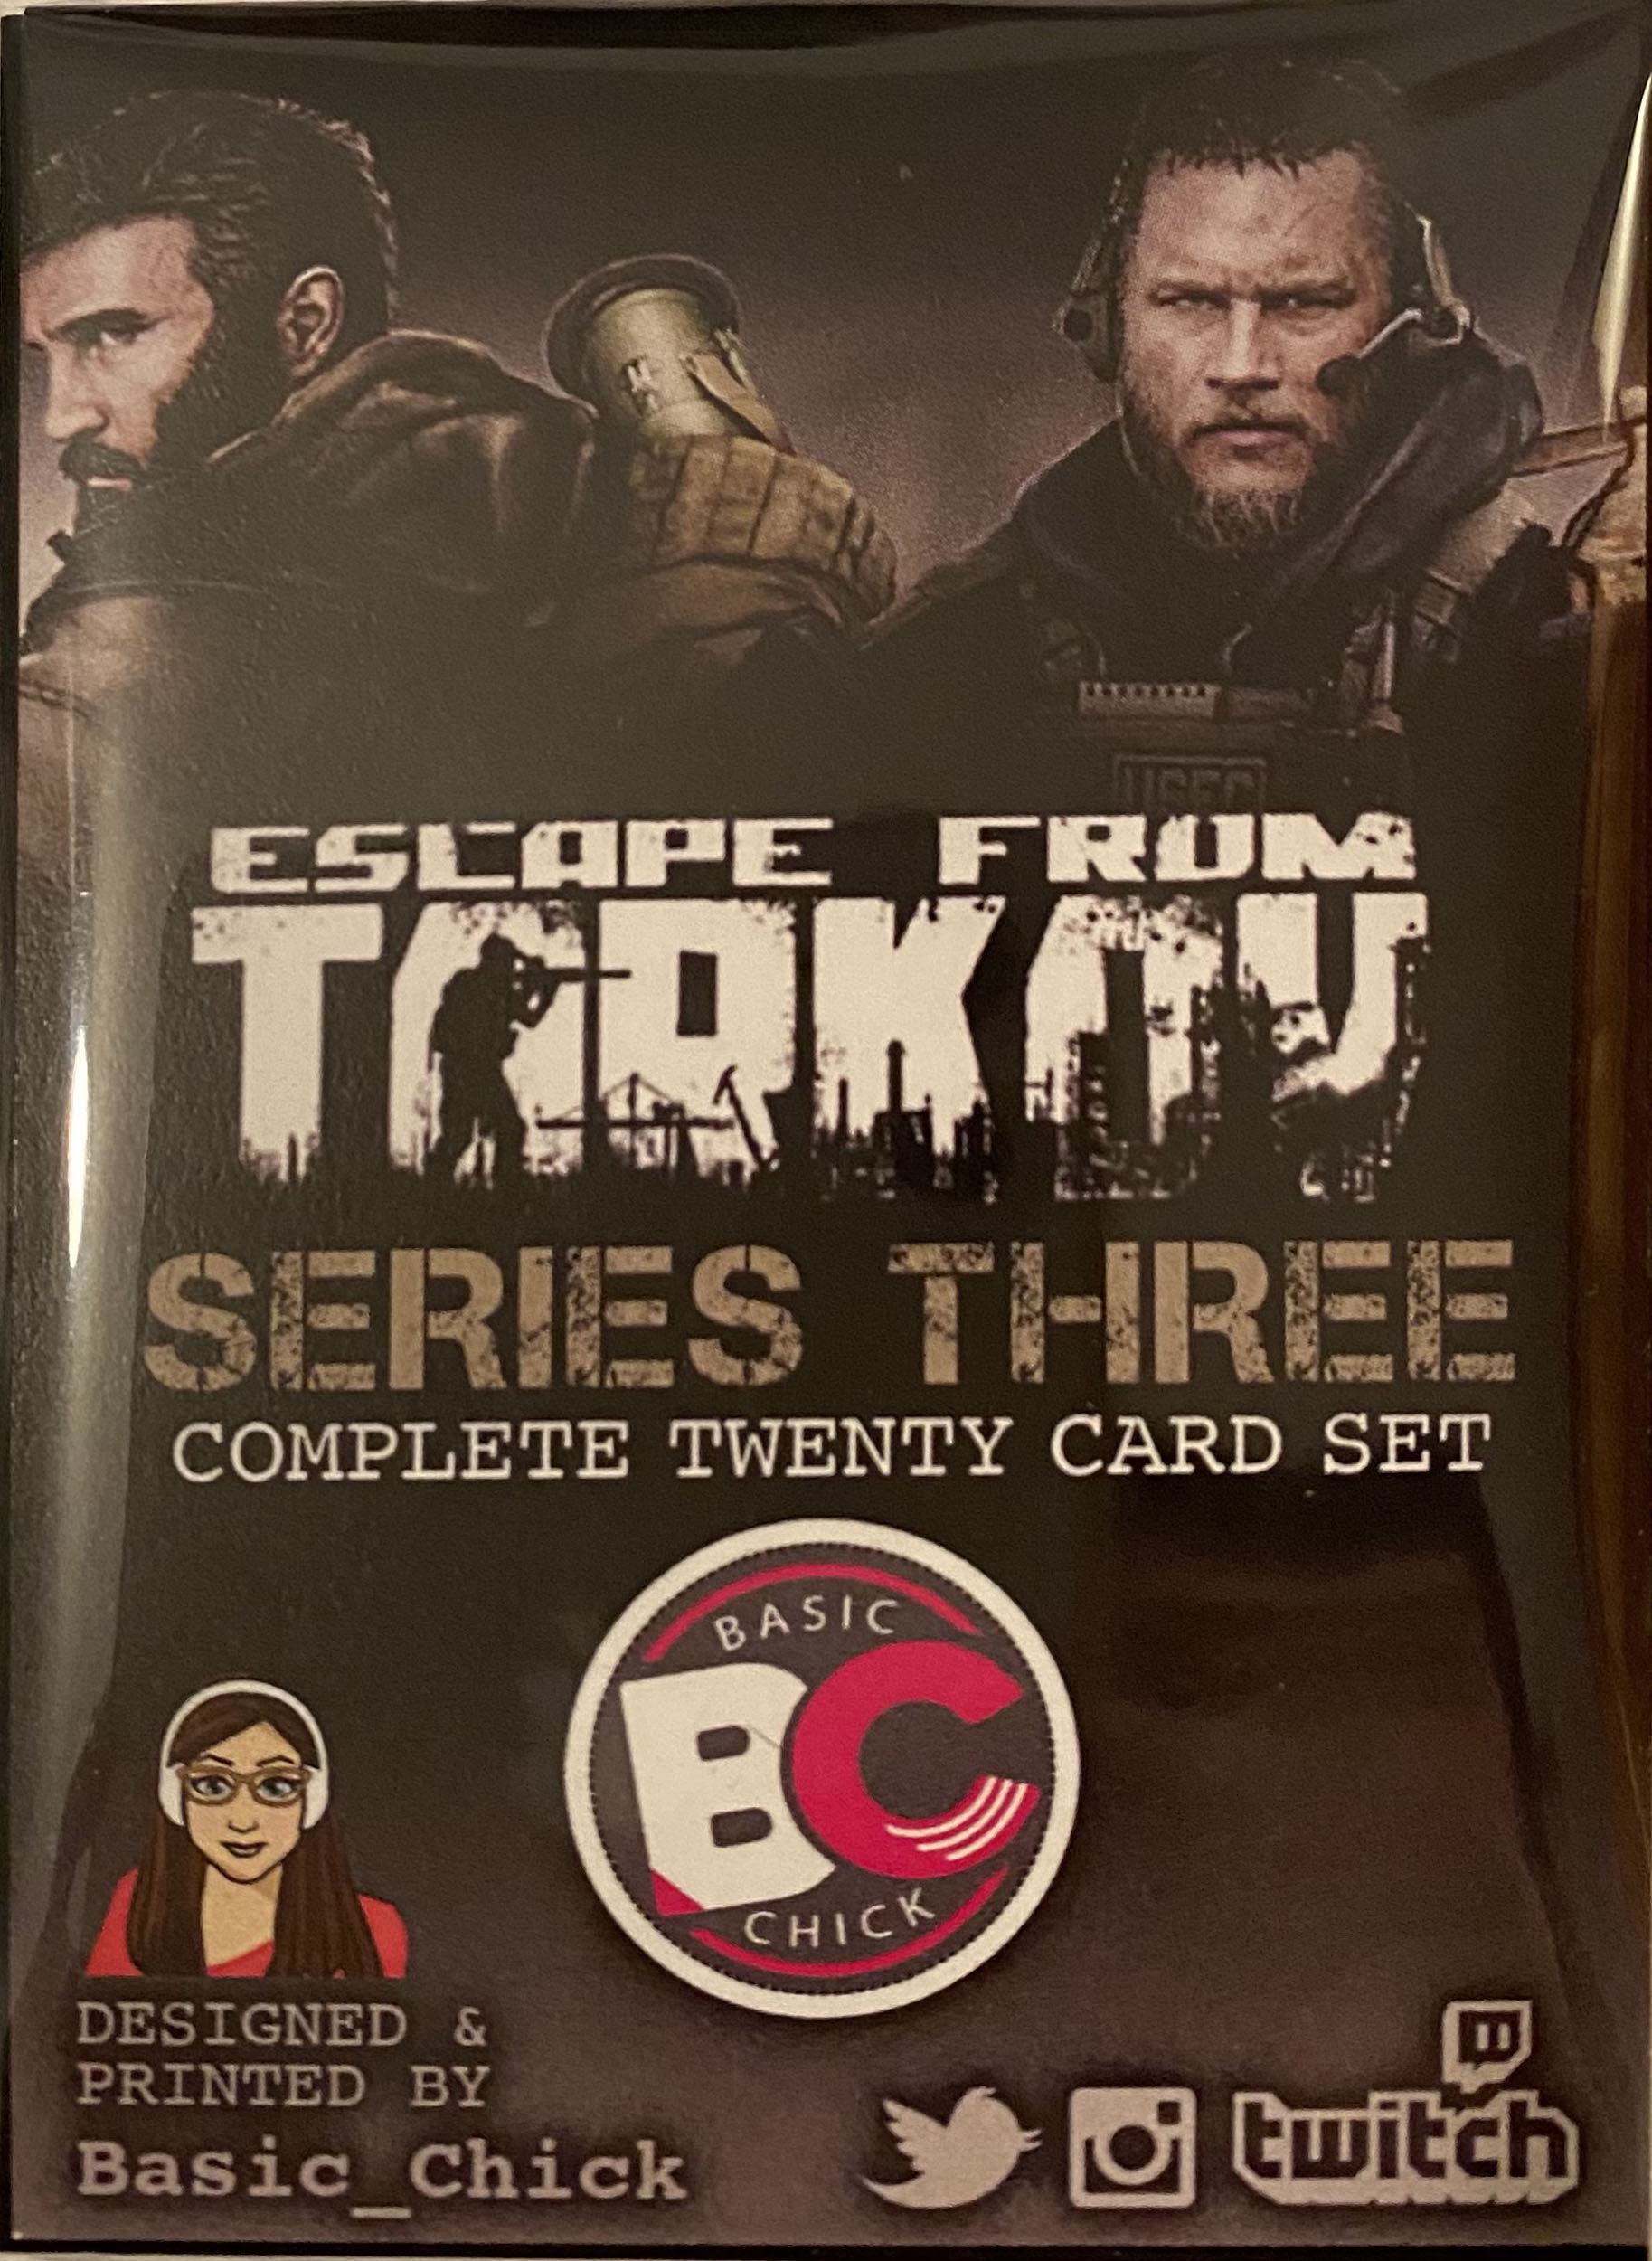 USEC
ESCAPE FROM
TARKOV
SERIES THREE
COMPLETE TWENTY CARD SET
BASIC
BC
CHICK
DESIGNED &
PRINTED BY
Basic_Chick
twitch